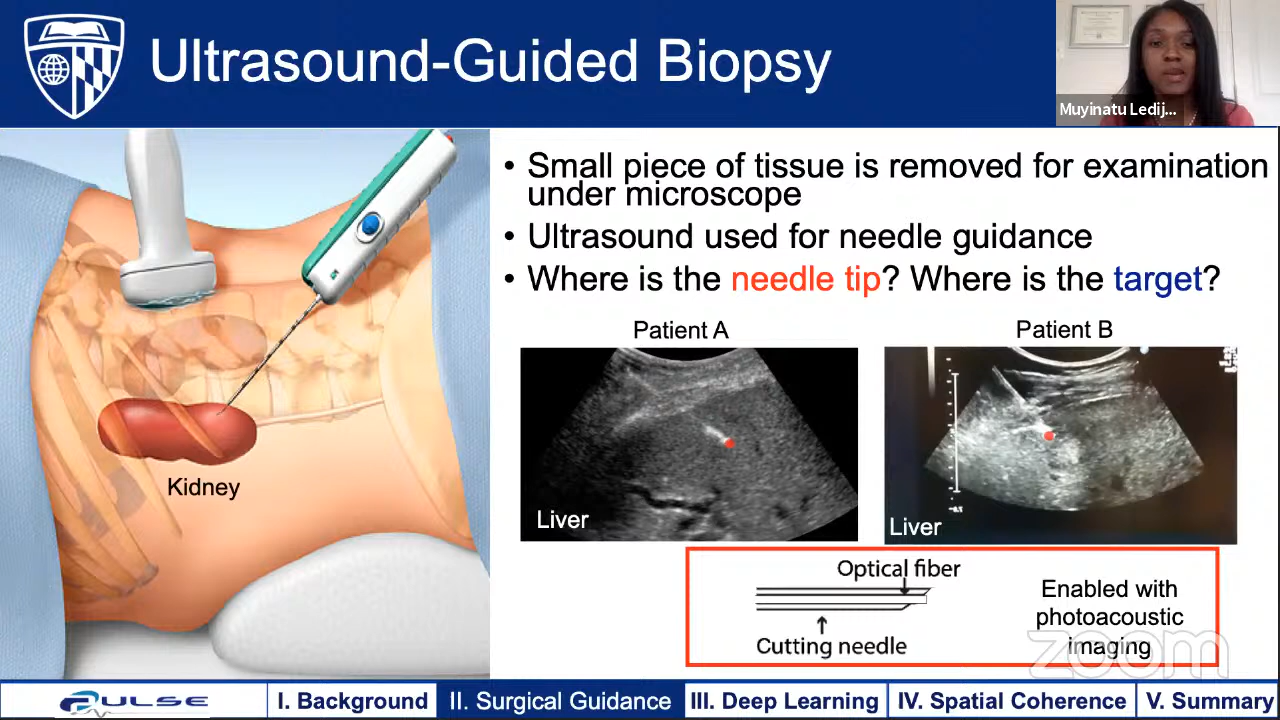 Ultrasound-Guided Biopsy
Muyinatu Ledij...
• Small piece of tissue is removed for examination
under microscope
• Ultrasound used for needle guidance
• Where is the needle tip? Where is the target?
Kidney
Patient A
Patient B
Liver
Liver
Optical fiber
Cutting needle
Enabled with
photoacoustic
imaging
zoom
PULSE
I. Background
II. Surgical Guidance
III. Deep Learning
IV. Spatial Coherence
V. Summary